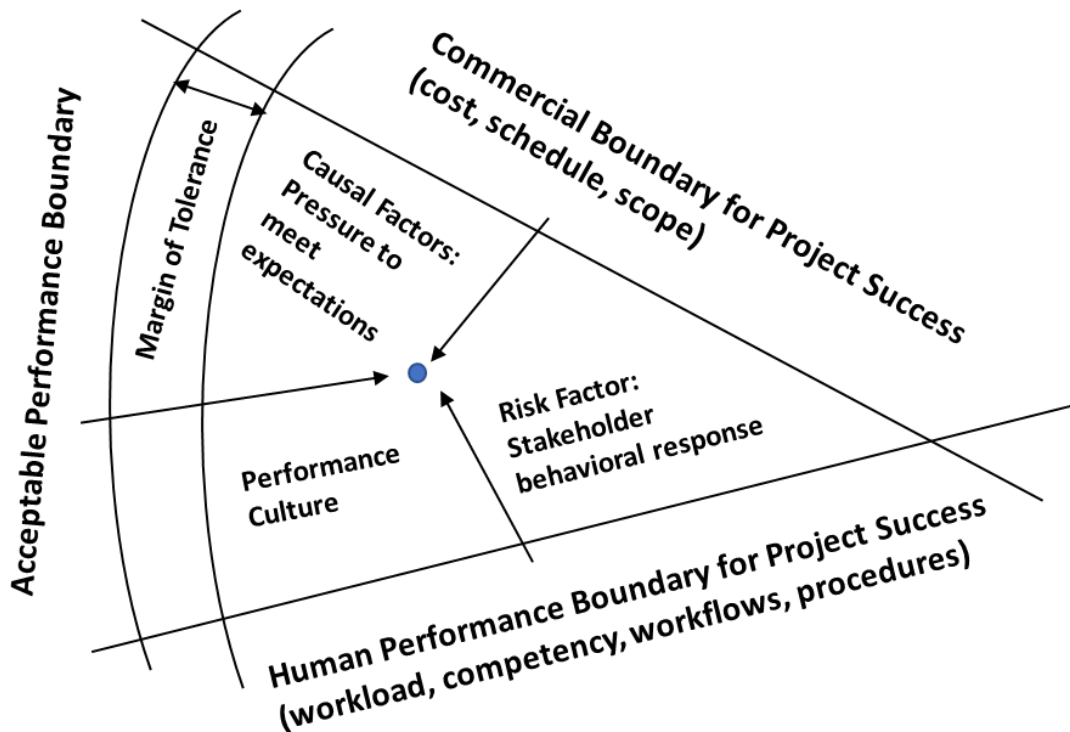 Commercial Boundary for Project Success
(cost, schedule, scope)
Acceptable Performance Boundary
Margin of Tolerance
Causal Factors:
Pressure to
meet
expectations
Risk Factor:
Stakeholder
behavioral response
Performance
Culture
Human Performance Boundary for Project Success
(workload, competency, workflows, procedures)